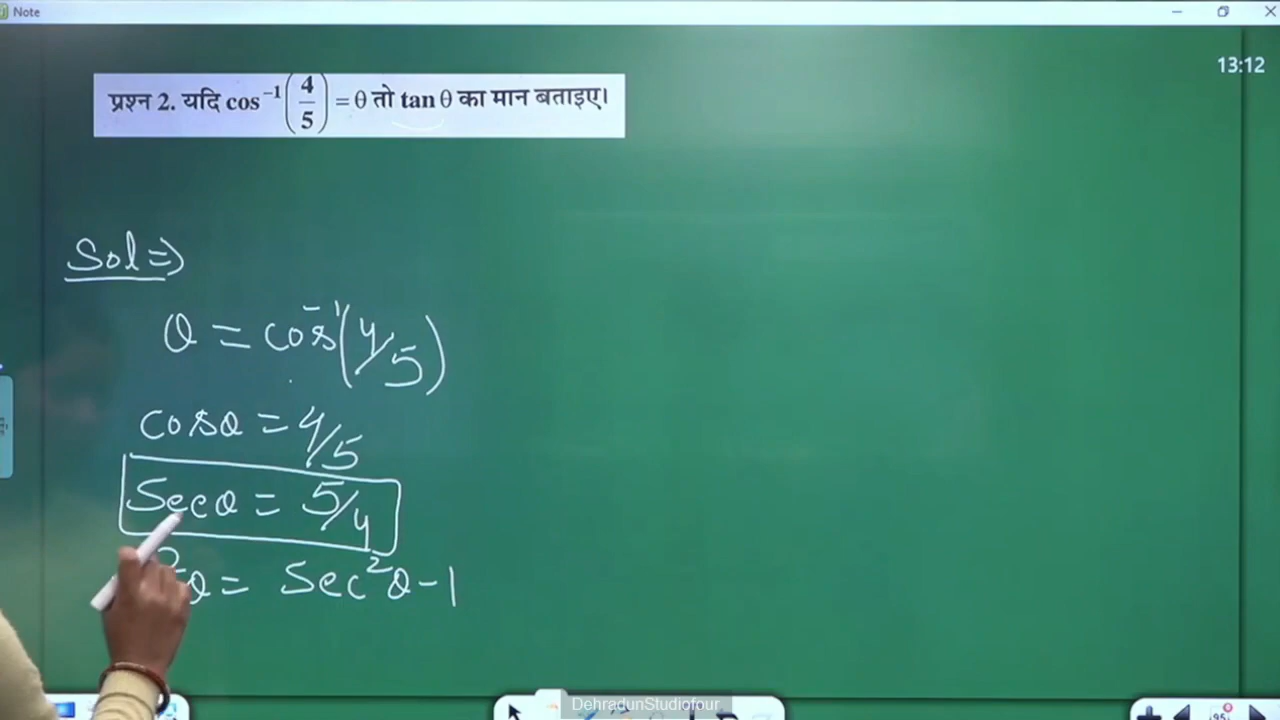 Note
13:12
प्रश्न 2. यदि cos⁻¹(4/5) = θ तो tan θ का मान बताइए।
Sol⇒
θ = cos⁻¹(4/5)
cosθ = 4/5
Secθ = 5/4
²θ = Sec²θ-1
DehradunStudiofour